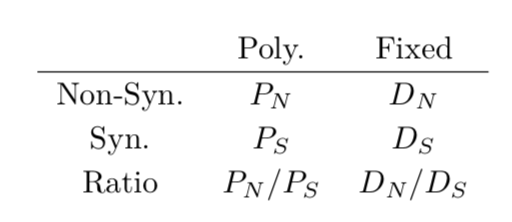 Poly. Fixed
Non-Syn. P_N D_N
Syn. P_S D_S
Ratio P_N/P_S D_N/D_S